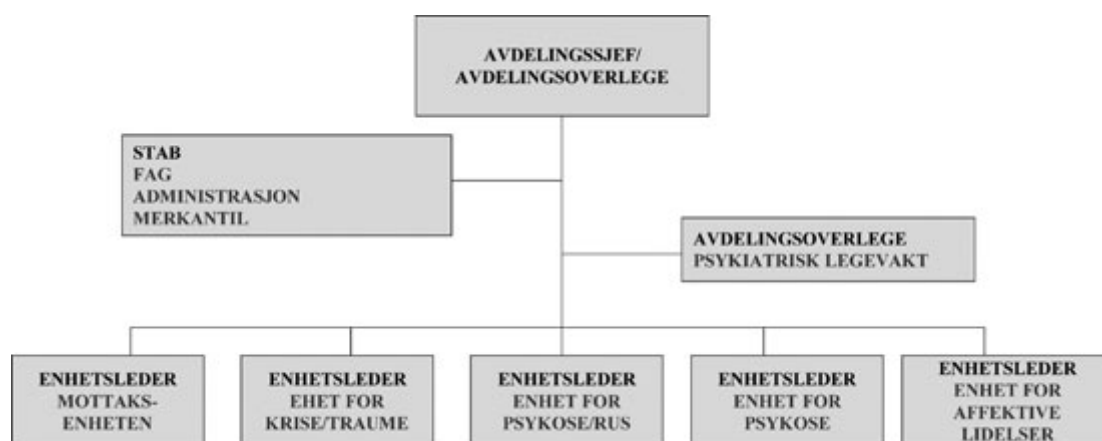 AVDELINGSSJEF/
AVDELINGSOVERLEGE
STAB
FAG
ADMINISTRASJON
MERKANTIL
AVDELINGSOVERLEGE
PSYKIATRISK LEGEVAKT
ENHETSLEDER
MOTTAKS-
ENHETEN
ENHETSLEDER
EHET FOR
KRISE/TRAUME
ENHETSLEDER
ENHET FOR
PSYKOSE/RUS
ENHETSLEDER
ENHET FOR
PSYKOSE
ENHETSLEDER
ENHET FOR
AFFEKTIVE
LIDELSER